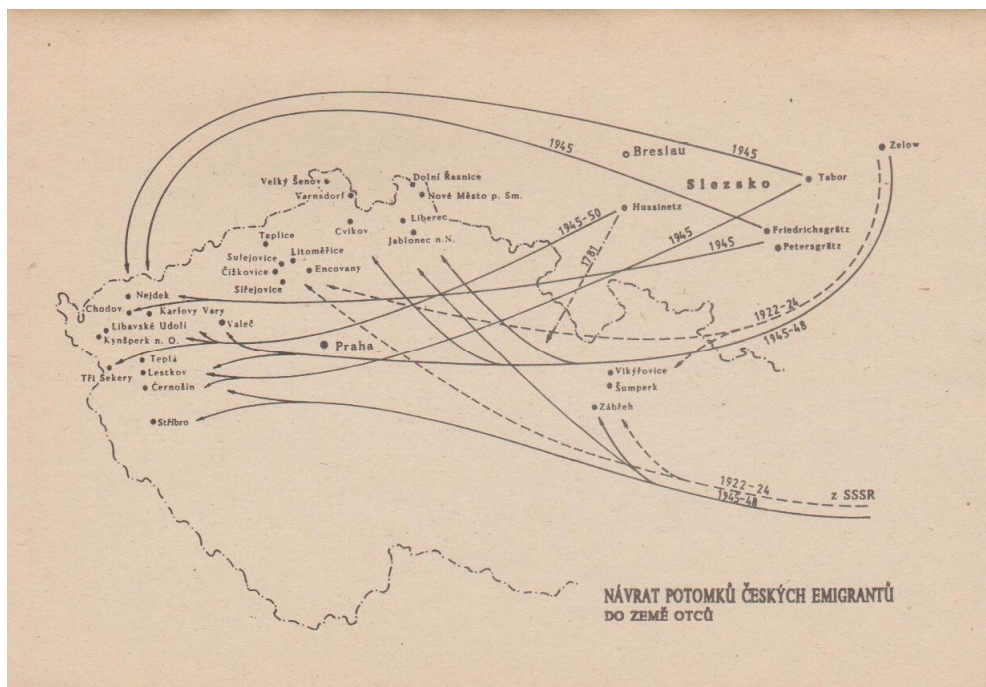 1945
Breslau
1945
Zelow
Slezsko
Tabor
Velký Šenov
Dolní Řasnice
Varnsdorf
Nové Město p. Sm.
Hussinetz
1945-50
Liberec
Cvikov
Jablonec n.N.
Friedrichsgrätz
Petersgrätz
1945
1945
1781
Teplice
Litoměřice
Sulejovice
Encovany
Čížkovice
Siřejovice
Nejdek
Chodov
Karlovy Vary
Libavské Udolí
Valeč
Kynšperk n. O.
Praha
1922-24
1945-48
Teplá
Tři Sekery
Lestkov
Černošín
Vikýřovice
Šumperk
Zábřeh
Stříbro
1922-24
1945-48
z SSSR
NÁVRAT POTOMKŮ ČESKÝCH EMIGRANTŮ
DO ZEMĚ OTCŮ